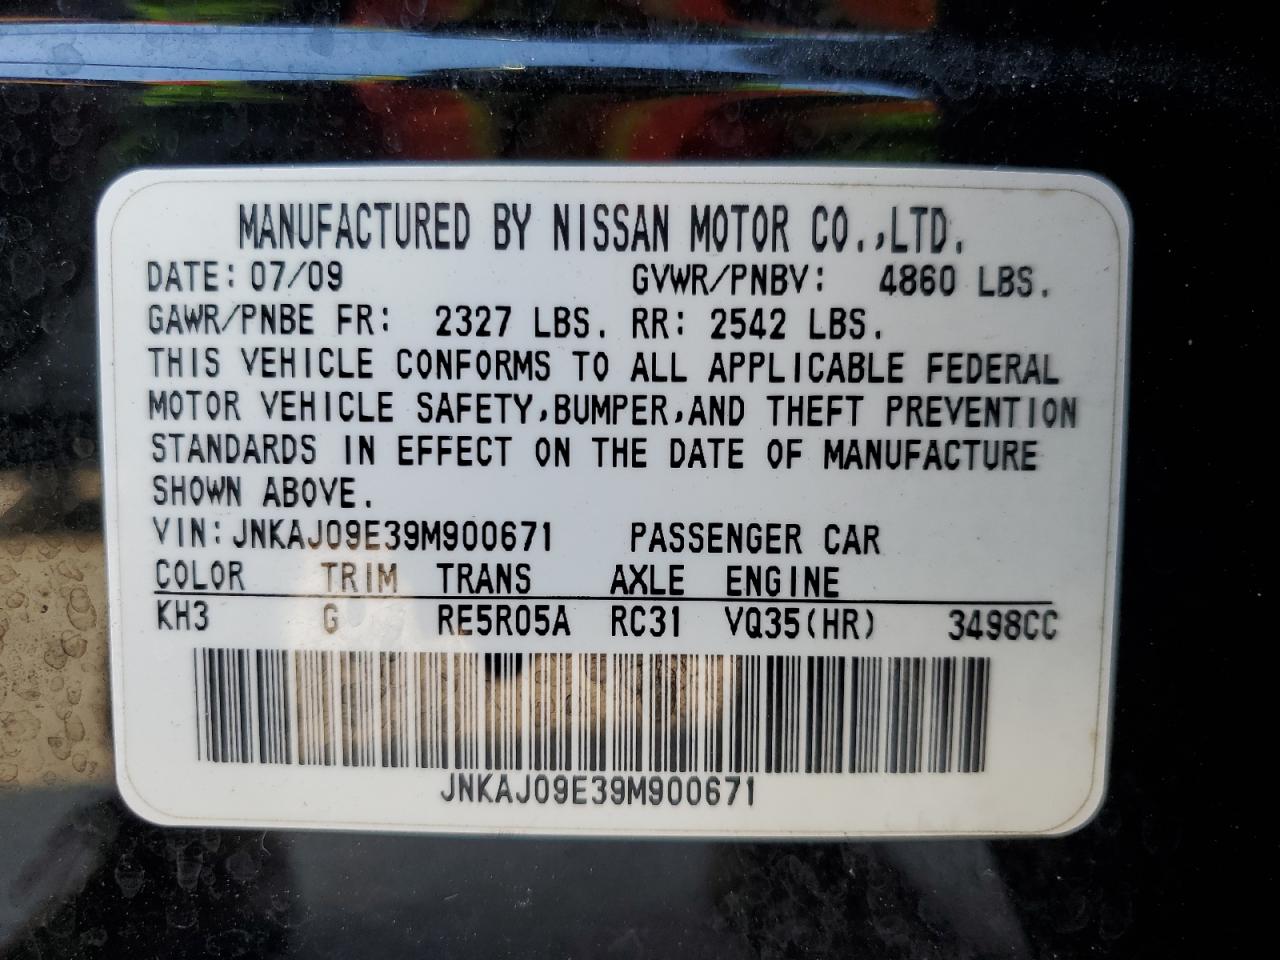 MANUFACTURED BY NISSAN MOTOR CO.,LTD.
DATE: 07/09 GVWR/PNBV: 4860 LBS.
GAWR/PNBE FR: 2327 LBS. RR: 2542 LBS.
THIS VEHICLE CONFORMS TO ALL APPLICABLE FEDERAL
MOTOR VEHICLE SAFETY,BUMPER,AND THEFT PREVENTION
STANDARDS IN EFFECT ON THE DATE OF MANUFACTURE
SHOWN ABOVE.
VIN:JNKAJ09E39M900671 PASSENGER CAR
COLOR TRIM TRANS AXLE ENGINE
KH3 G RE5R05A RC31 VQ35(HR) 3498CC
JNKAJ09E39M900671